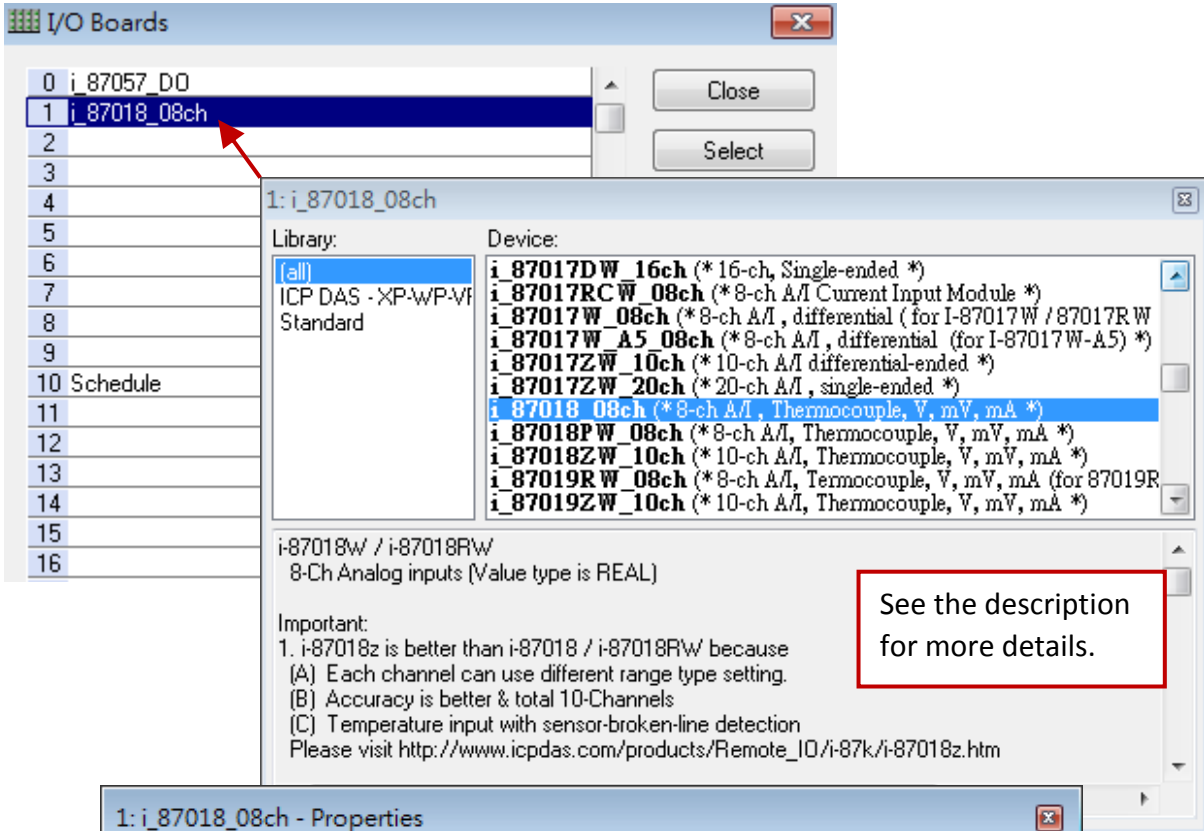 I/O Boards
0 i_87057_DO
1 i_87018_08ch
2
3
4
5
6
7
8
9
10 Schedule
11
12
13
14
15
16
Close
Select
1: i_87018_08ch
Library:
(all)
ICP DAS - XP-WP-VP
Standard
Device:
i_87017DW_16ch (* 16-ch, Single-ended *)
i_87017RCW_08ch (* 8-ch A/I Current Input Module *)
i_87017W_08ch (* 8-ch A/I , differential ( for I-87017W / 87017RW
i_87017W_A5_08ch (* 8-ch A/I , differential (for I-87017W-A5) *)
i_87017ZW_10ch (* 10-ch A/I differential-ended *)
i_87017ZW_20ch (* 20-ch A/I , single-ended *)
i_87018_08ch (* 8-ch A/I , Thermocouple, V, mV, mA *)
i_87018PW_08ch (* 8-ch A/I, Thermocouple, V, mV, mA *)
i_87018ZW_10ch (* 10-ch A/I, Thermocouple, V, mV, mA *)
i_87019RW_08ch (* 8-ch A/I, Termocouple, V, mV, mA (for 87019R
i_87019ZW_10ch (* 10-ch A/I, Thermocouple, V, mV, mA *)
i-87018W / i-87018RW
8-Ch Analog inputs (Value type is REAL)
Important:
1. i-87018z is better than i-87018 / i-87018RW because
(A) Each channel can use different range type setting.
(B) Accuracy is better & total 10-Channels
(C) Temperature input with sensor-broken-line detection
Please visit http://www.icpdas.com/products/Remote_IO/i-87k/i-87018z.htm
See the description
for more details.
1: i_87018_08ch - Properties